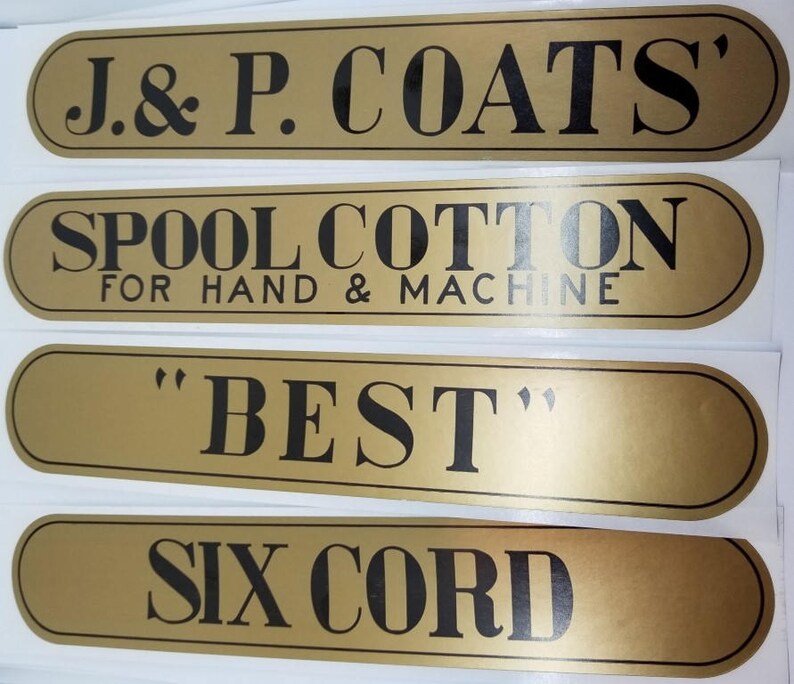 J. & P. COATS'
SPOOL COTTON
FOR HAND & MACHINE
"BEST"
SIX CORD